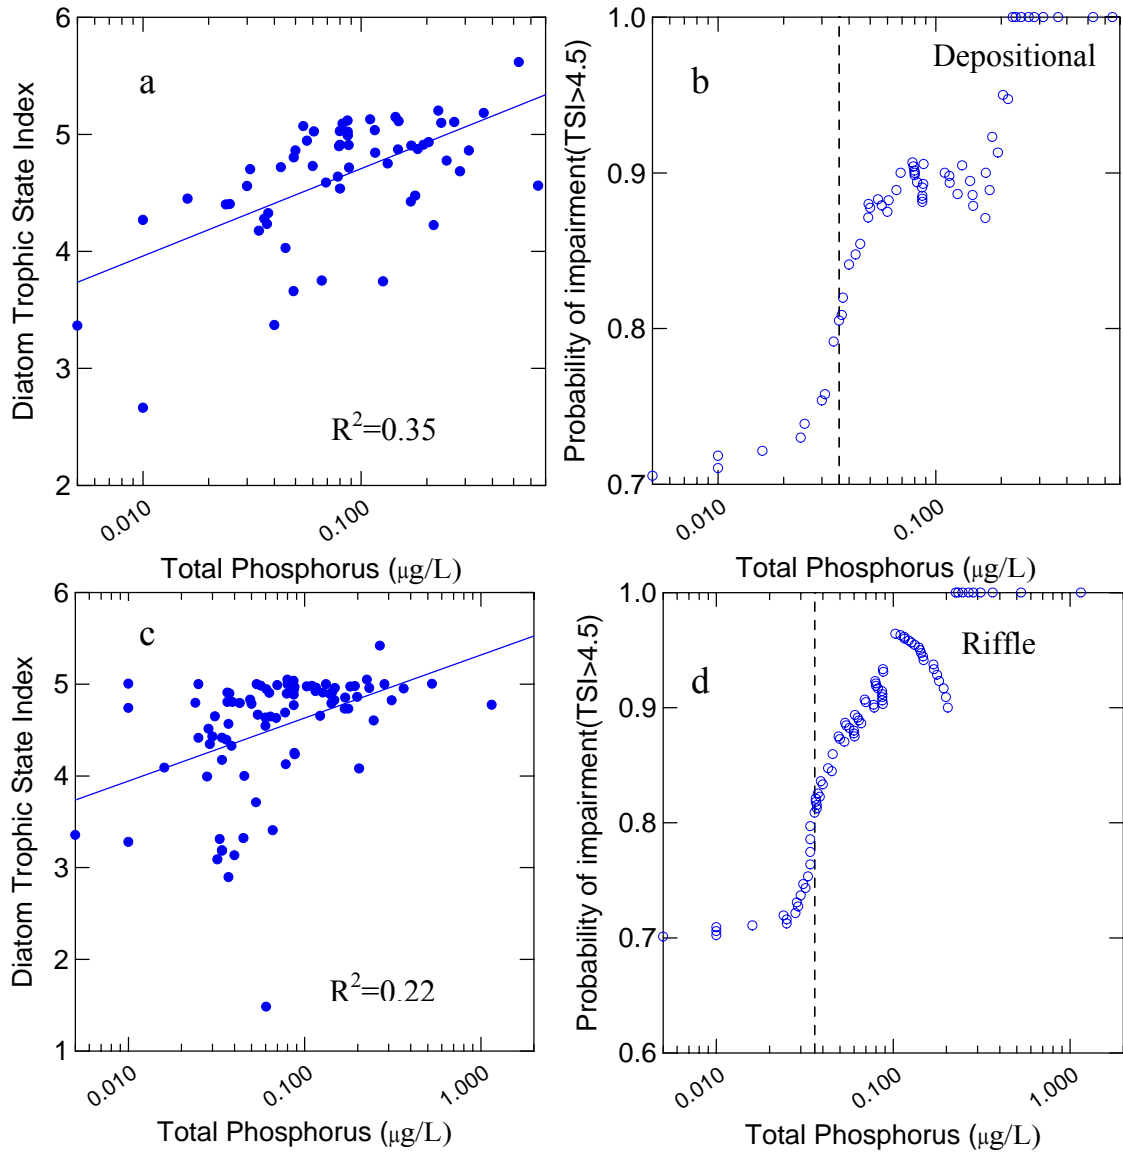 6
5
4
3
2
Diatom Trophic State Index
a
R²=0.35
0.010
0.100
Total Phosphorus (μg/L)
1.0
0.9
0.8
0.7
Probability of impairment(TSI>4.5)
b
Depositional
0.010
0.100
Total Phosphorus (μg/L)
6
5
4
3
2
1
Diatom Trophic State Index
c
R²=0.22
0.010
0.100
1.000
Total Phosphorus (μg/L)
1.0
0.9
0.8
0.7
0.6
Probability of impairment(TSI>4.5)
Riffle
d
0.010
0.100
1.000
Total Phosphorus (μg/L)